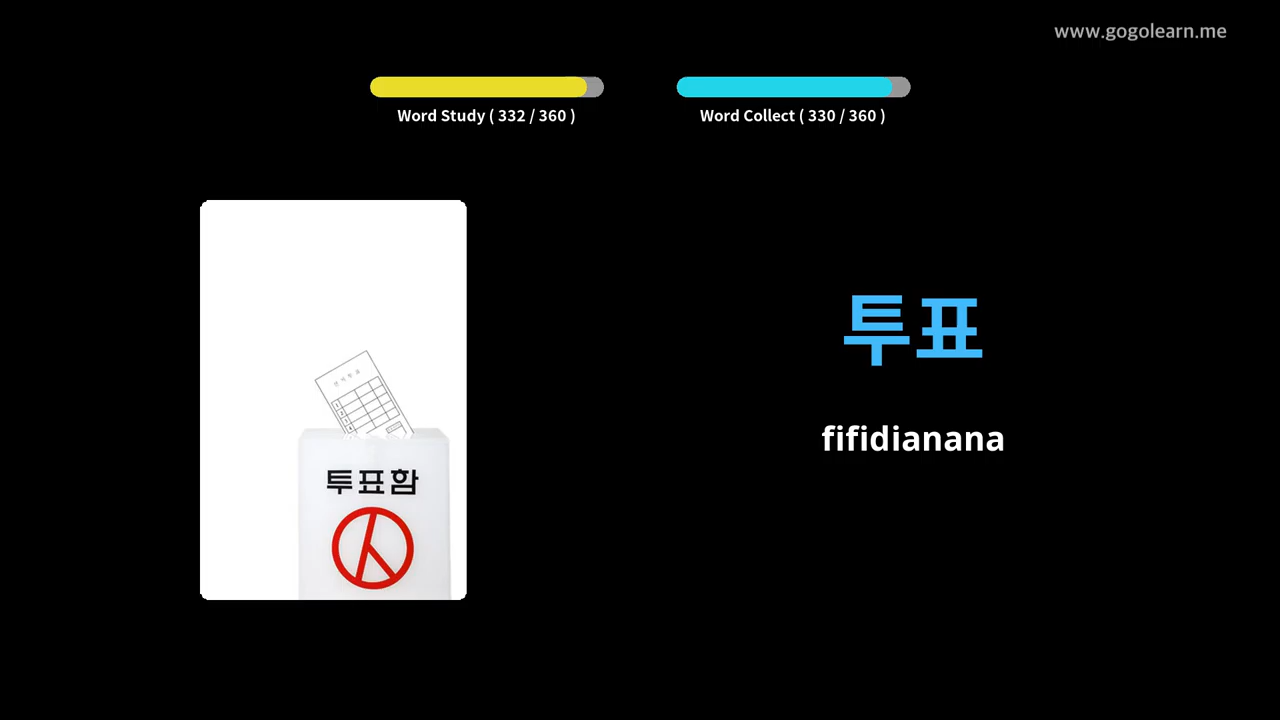 www.gogolearn.me
Word Study ( 332 / 360 )
Word Collect ( 330 / 360 )
투표
fifidianana
투표함